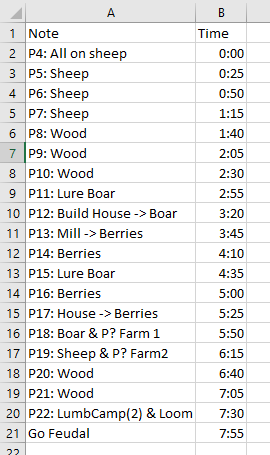 A B
1 Note Time
2 P4: All on sheep 0:00
3 P5: Sheep 0:25
4 P6: Sheep 0:50
5 P7: Sheep 1:15
6 P8: Wood 1:40
7 P9: Wood 2:05
8 P10: Wood 2:30
9 P11: Lure Boar 2:55
10 P12: Build House -> Boar 3:20
11 P13: Mill -> Berries 3:45
12 P14: Berries 4:10
13 P15: Lure Boar 4:35
14 P16: Berries 5:00
15 P17: House -> Berries 5:25
16 P18: Boar & P? Farm 1 5:50
17 P19: Sheep & P? Farm2 6:15
18 P20: Wood 6:40
19 P21: Wood 7:05
20 P22: LumbCamp(2) & Loom 7:30
21 Go Feudal 7:55
22